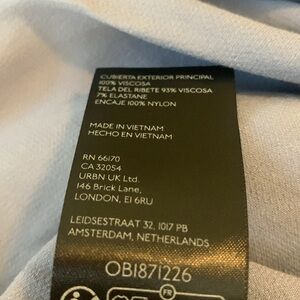 CUBIERTA EXTERIOR PRINCIPAL
100% VISCOSA
TELA DEL RIBETE 93% VISCOSA
7% ELASTANE
ENCAJE 100% NYLON
MADE IN VIETNAM
HECHO EN VIETNAM
RN 66170
CA 32054
URBN UK Ltd.
146 Brick Lane,
LONDON, E1 6RU
LEIDSESTRAAT 32, 1017 PB
AMSTERDAM, NETHERLANDS
OB1871226
FR